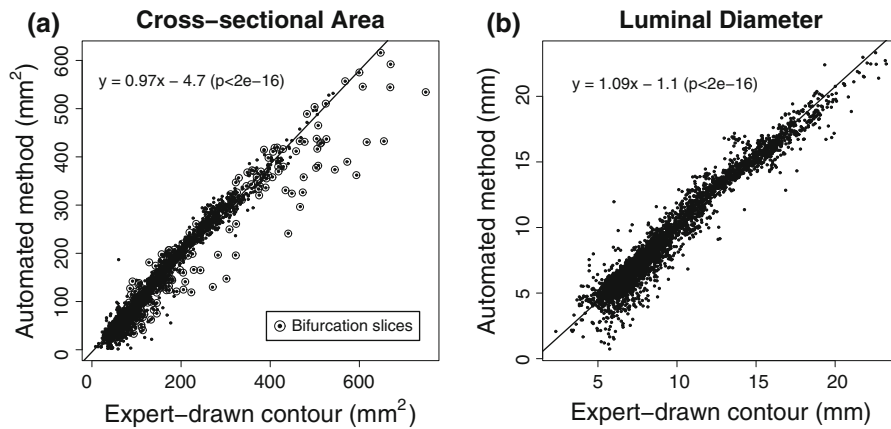 (a) Cross-sectional Area
y = 0.97x − 4.7 (p<2e−16)
Automated method (mm²)
0 100 200 300 400 500 600
Bifurcation slices
0 200 400 600
Expert-drawn contour (mm²)
(b) Luminal Diameter
y = 1.09x − 1.1 (p<2e−16)
Automated method (mm)
0 5 10 15 20
5 10 15 20
Expert-drawn contour (mm)